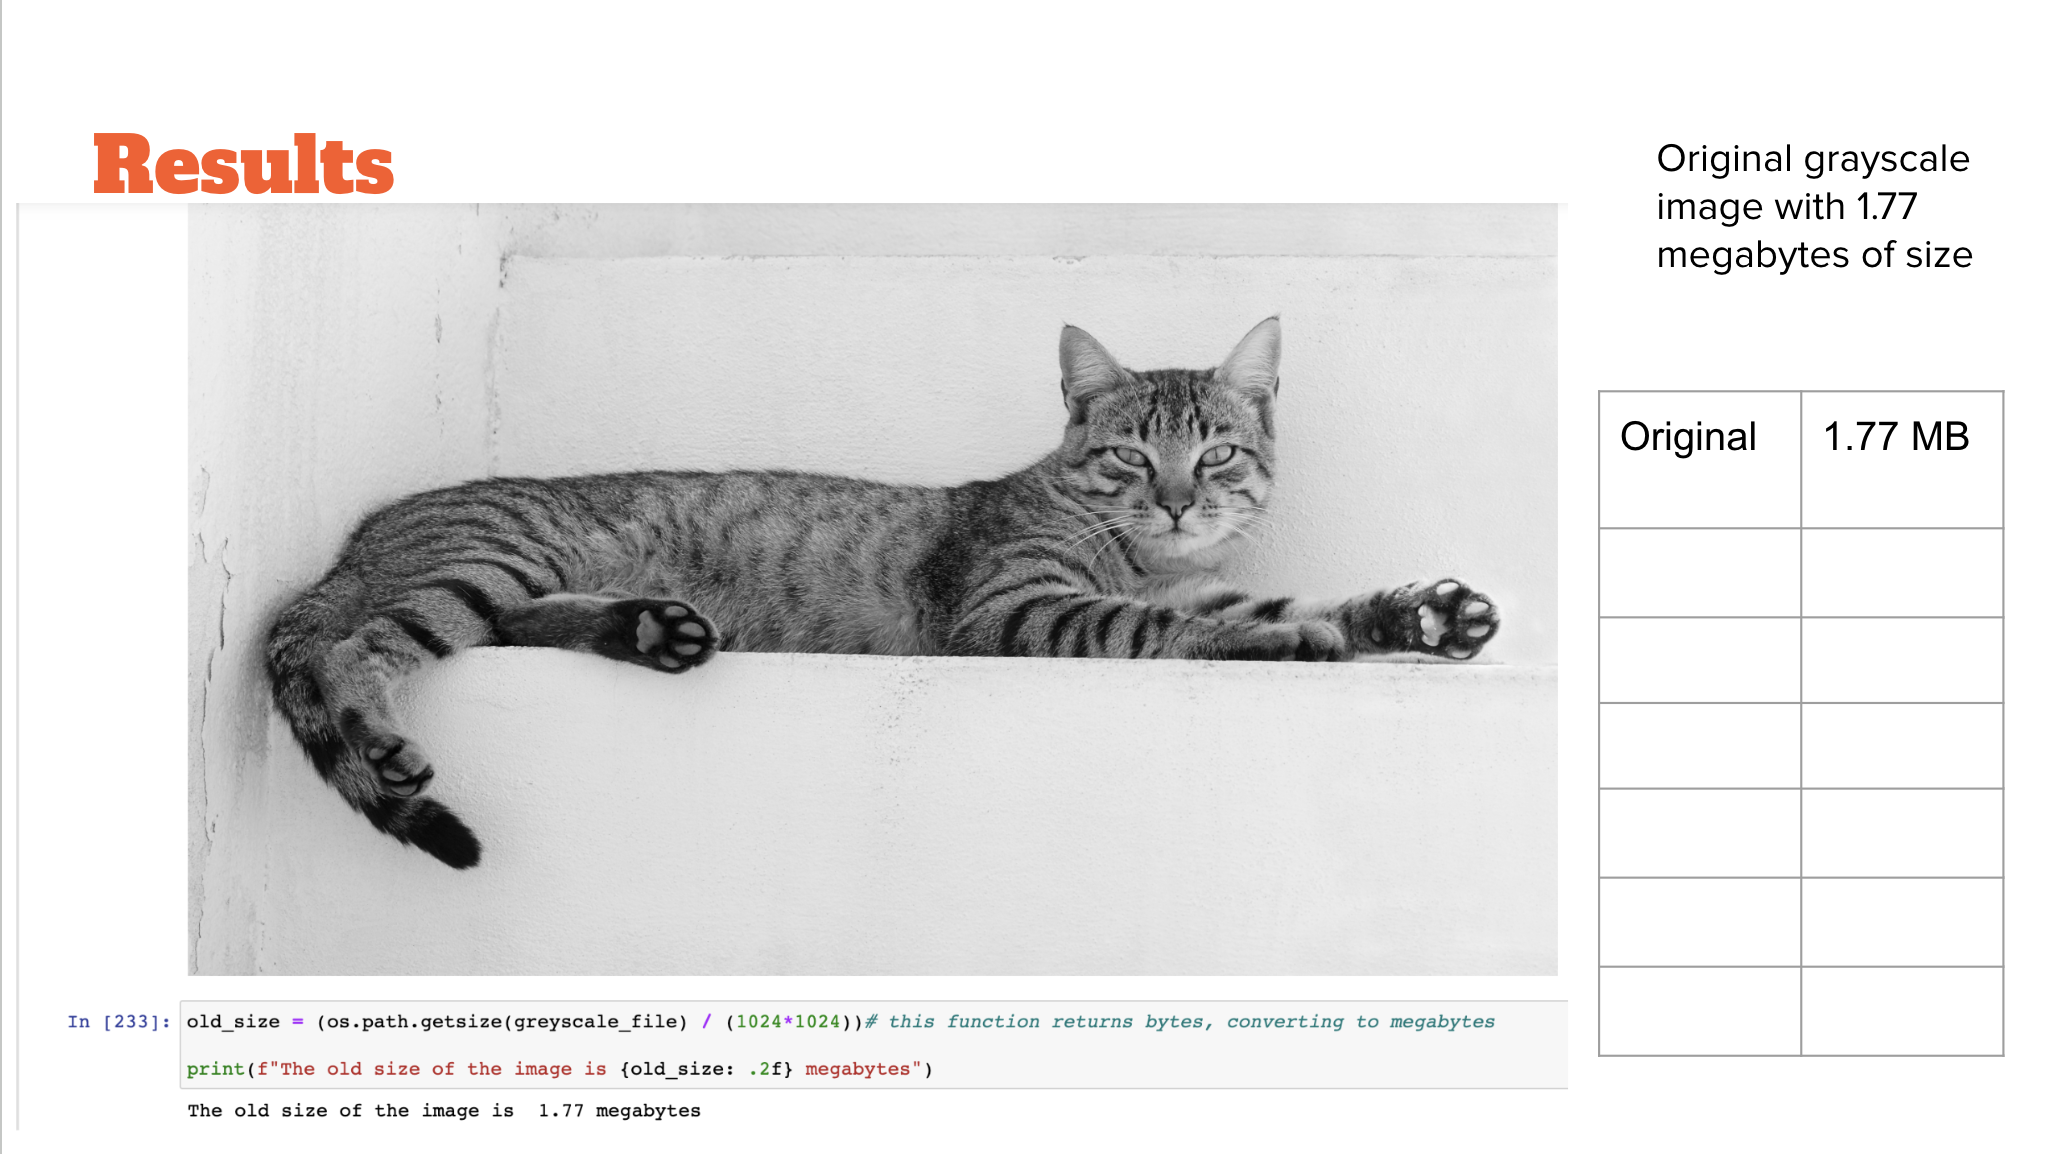 Results
Original grayscale
image with 1.77
megabytes of size
Original 1.77 MB
In [233]: old_size = (os.path.getsize(greyscale_file) / (1024*1024))# this function returns bytes, converting to megabytes
print(f"The old size of the image is {old_size: .2f} megabytes")
The old size of the image is  1.77 megabytes